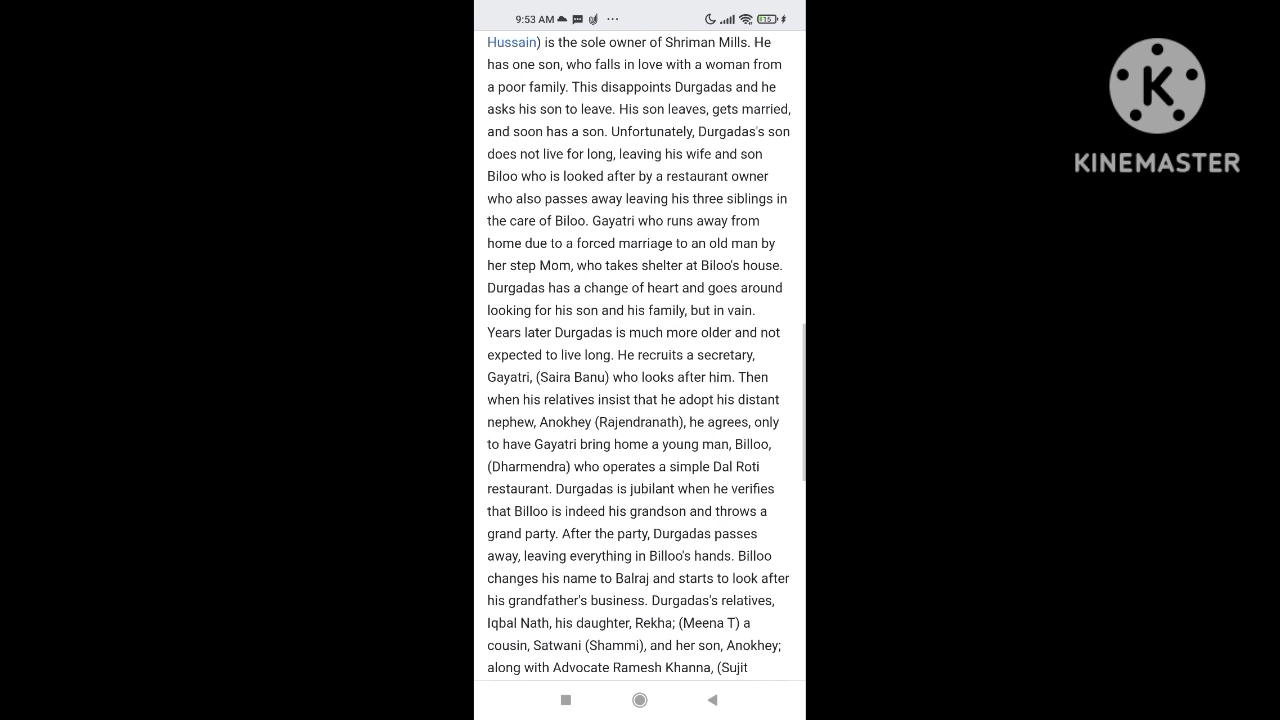 9:53 AM
15
Hussain) is the sole owner of Shriman Mills. He
has one son, who falls in love with a woman from
a poor family. This disappoints Durgadas and he
asks his son to leave. His son leaves, gets married,
and soon has a son. Unfortunately, Durgadas's son
does not live for long, leaving his wife and son
Biloo who is looked after by a restaurant owner
who also passes away leaving his three siblings in
the care of Biloo. Gayatri who runs away from
home due to a forced marriage to an old man by
her step Mom, who takes shelter at Biloo's house.
Durgadas has a change of heart and goes around
looking for his son and his family, but in vain.
Years later Durgadas is much more older and not
expected to live long. He recruits a secretary,
Gayatri, (Saira Banu) who looks after him. Then
when his relatives insist that he adopt his distant
nephew, Anokhey (Rajendranath), he agrees, only
to have Gayatri bring home a young man, Billoo,
(Dharmendra) who operates a simple Dal Roti
restaurant. Durgadas is jubilant when he verifies
that Billoo is indeed his grandson and throws a
grand party. After the party, Durgadas passes
away, leaving everything in Billoo's hands. Billoo
changes his name to Balraj and starts to look after
his grandfather's business. Durgadas's relatives,
Iqbal Nath, his daughter, Rekha; (Meena T) a
cousin, Satwani (Shammi), and her son, Anokhey;
along with Advocate Ramesh Khanna, (Sujit
K
KINEMASTER